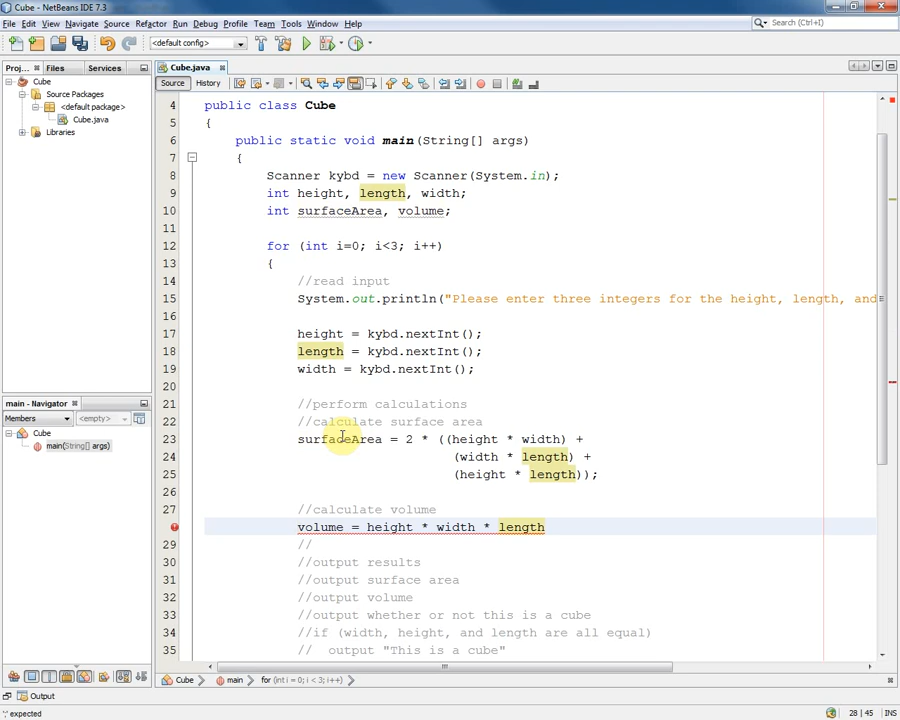 Cube - NetBeans IDE 7.3
File Edit View Navigate Source Refactor Run Debug Profile Team Tools Window Help
<default config>
Search (Ctrl+I)
Proj... Files Services
Cube.java
Source History
Cube
Source Packages
<default package>
Cube.java
Libraries
4 public class Cube
5 {
6 public static void main(String[] args)
7 {
8 Scanner kybd = new Scanner(System.in);
9 int height, length, width;
10 int surfaceArea, volume;
11
12 for (int i=0; i<3; i++)
13 {
14 //read input
15 System.out.println("Please enter three integers for the height, length, and
16
17 height = kybd.nextInt();
18 length = kybd.nextInt();
19 width = kybd.nextInt();
20
21 //perform calculations
22 //calculate surface area
23 surfaceArea = 2 * ((height * width) +
24 (width * length) +
25 (height * length));
26
27 //calculate volume
volume = height * width * length
29 //
30 //output results
31 //output surface area
32 //output volume
33 //output whether or not this is a cube
34 //if (width, height, and length are all equal)
35 // output "This is a cube"
main - Navigator
Members <empty>
Cube
main(String[] args)
Cube main for (int i = 0; i < 3; i++)
Output
';' expected
28 | 45 INS